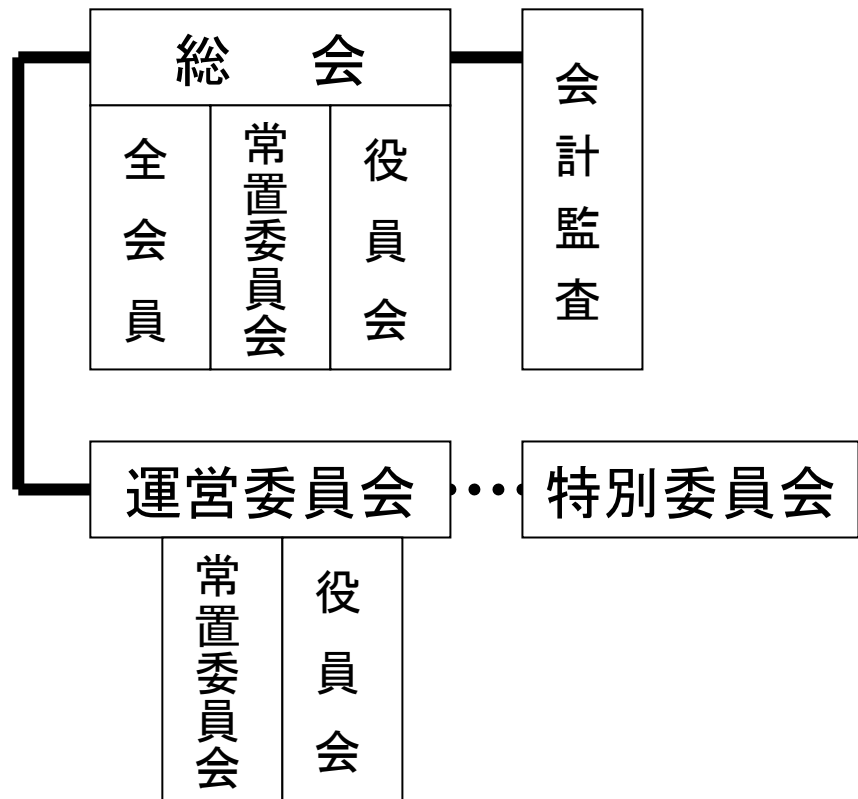 総　会
全会員
常置委員会
役員会
会計監査
運営委員会
特別委員会
常置委員会
役員会